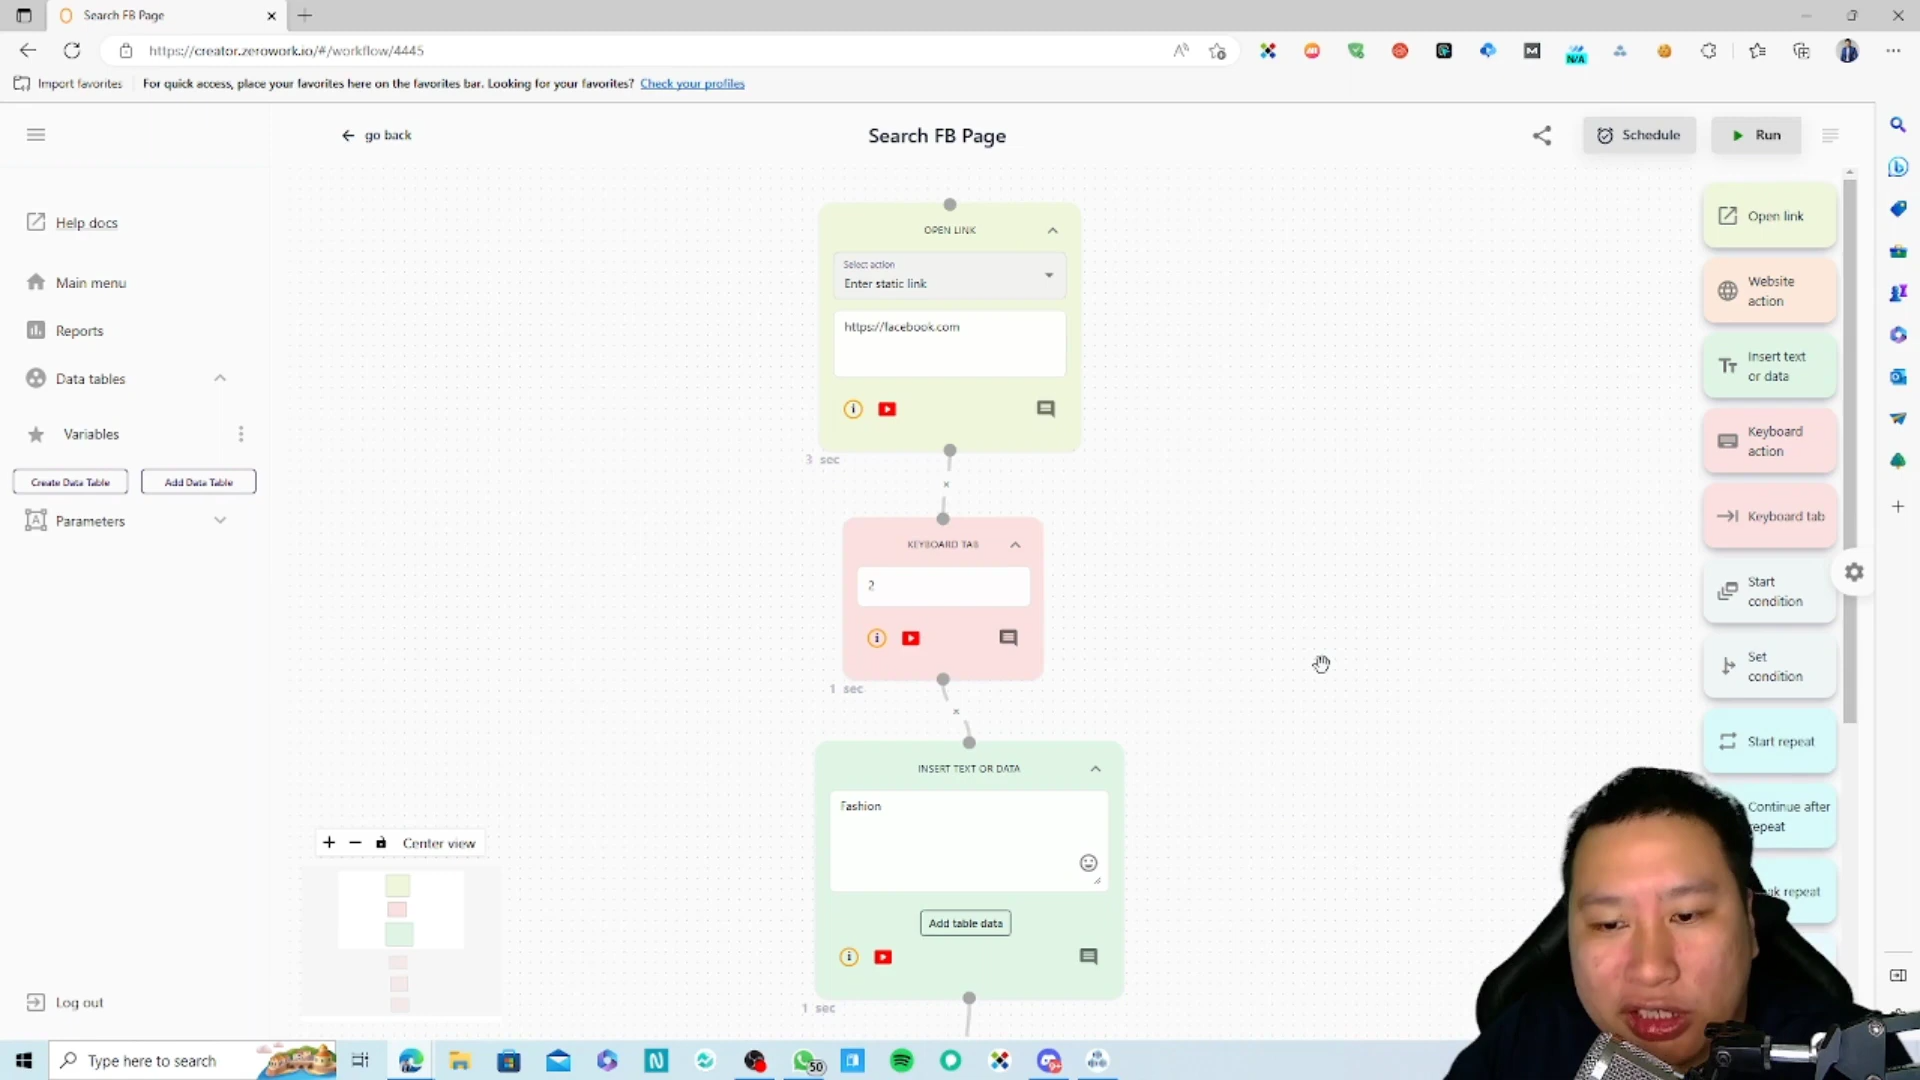 Search FB Page
https://creator.zerowork.io/#/workflow/4445
N/A
Import favorites
For quick access, place your favorites here on the favorites bar. Looking for your favorites? Check your profiles
go back
Search FB Page
Schedule
Run
Help docs
Main menu
Reports
Data tables
Variables
Create Data Table
Add Data Table
Parameters
Log out
OPEN LINK
Select action
Enter static link
https://facebook.com
3 sec
KEYBOARD TAB
2
1 sec
INSERT TEXT OR DATA
Fashion
Add table data
1 sec
Center view
Open link
Website
action
Insert text
or data
Keyboard
action
Keyboard tab
Start
condition
Set
condition
Start repeat
Continue after
repeat
repeat
Type here to search
50